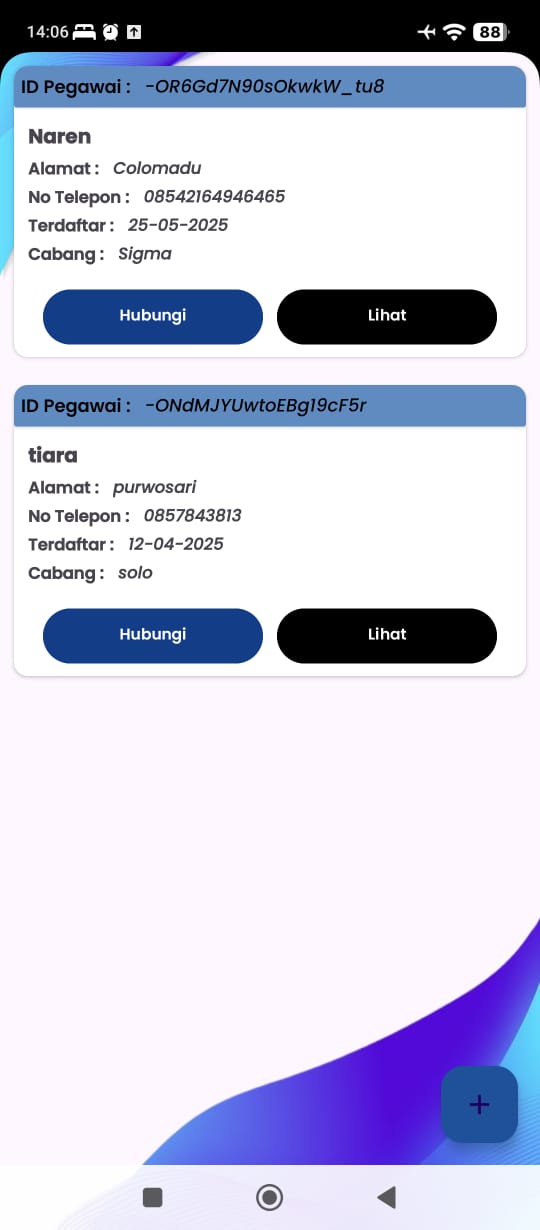 14:06 88
ID Pegawai : -OR6Gd7N90sOkwkW_tu8
Naren
Alamat : Colomadu
No Telepon : 08542164946465
Terdaftar : 25-05-2025
Cabang : Sigma
Hubungi Lihat
ID Pegawai : -ONdMJYUwtoEBg19cF5r
tiara
Alamat : purwosari
No Telepon : 0857843813
Terdaftar : 12-04-2025
Cabang : solo
Hubungi Lihat
+